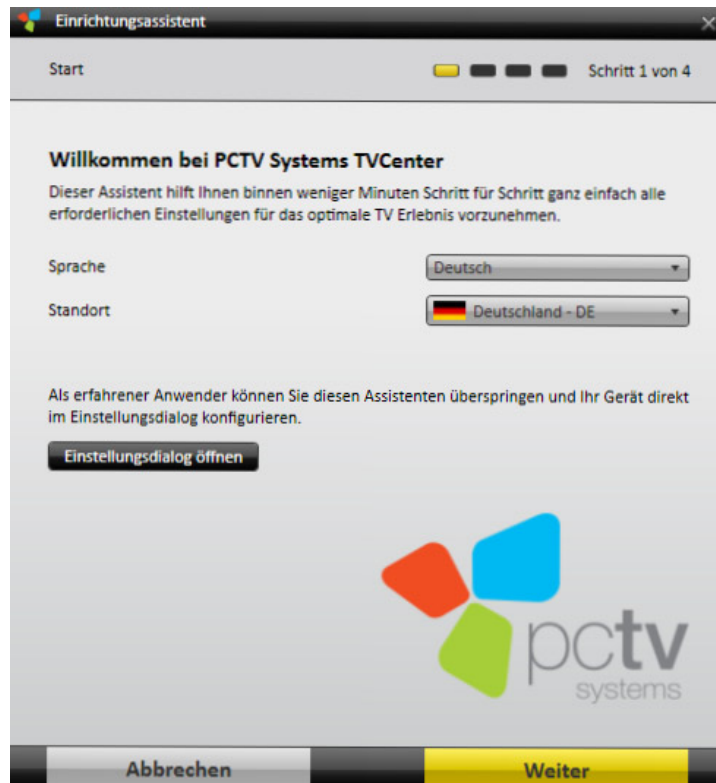 Einrichtungsassistent
Start
Schritt 1 von 4
Willkommen bei PCTV Systems TVCenter
Dieser Assistent hilft Ihnen binnen weniger Minuten Schritt für Schritt ganz einfach alle
erforderlichen Einstellungen für das optimale TV Erlebnis vorzunehmen.
Sprache
Deutsch
Standort
Deutschland - DE
Als erfahrener Anwender können Sie diesen Assistenten überspringen und Ihr Gerät direkt
im Einstellungsdialog konfigurieren.
Einstellungsdialog öffnen
pctv
systems
Abbrechen
Weiter